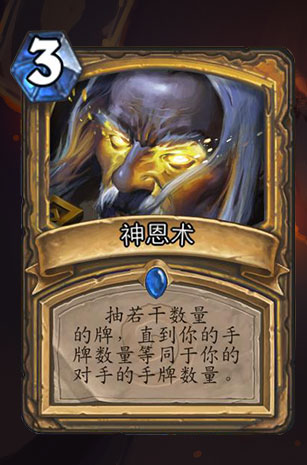 3
神恩术
抽若干数量
的牌，直到你的手
牌数量等同于你的
对手的手牌数量。